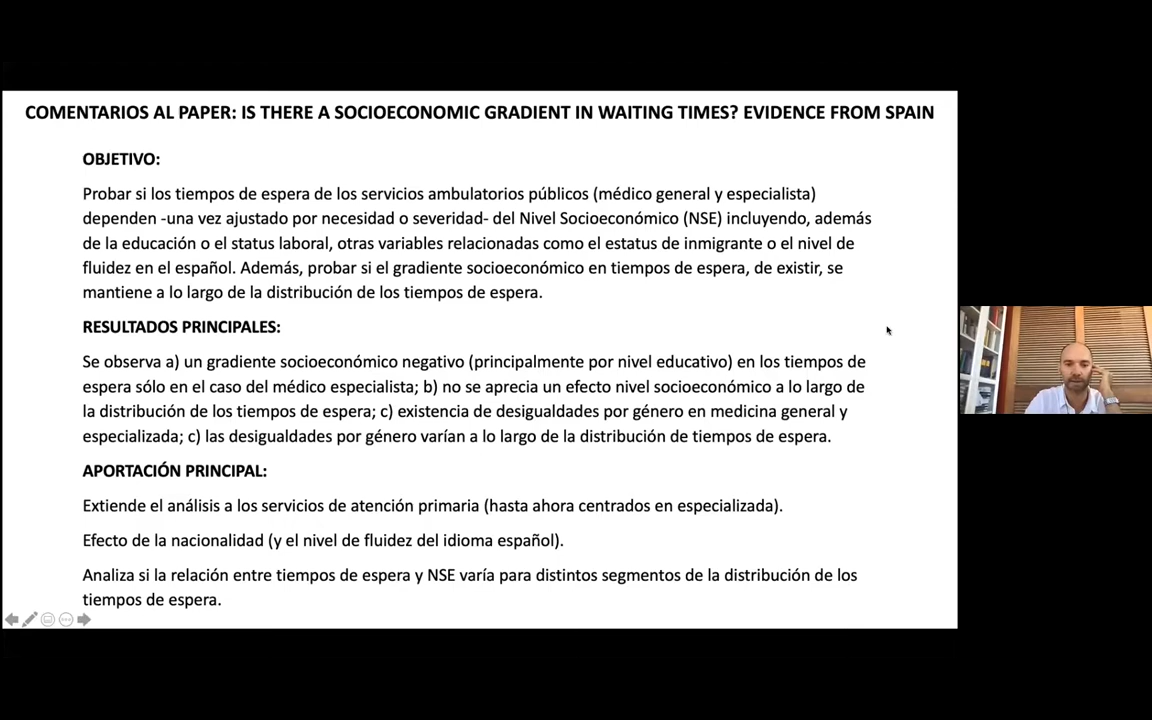 COMENTARIOS AL PAPER: IS THERE A SOCIOECONOMIC GRADIENT IN WAITING TIMES? EVIDENCE FROM SPAIN
OBJETIVO:
Probar si los tiempos de espera de los servicios ambulatorios públicos (médico general y especialista)
dependen -una vez ajustado por necesidad o severidad- del Nivel Socioeconómico (NSE) incluyendo, además
de la educación o el status laboral, otras variables relacionadas como el estatus de inmigrante o el nivel de
fluidez en el español. Además, probar si el gradiente socioeconómico en tiempos de espera, de existir, se
mantiene a lo largo de la distribución de los tiempos de espera.
RESULTADOS PRINCIPALES:
Se observa a) un gradiente socioeconómico negativo (principalmente por nivel educativo) en los tiempos de
espera sólo en el caso del médico especialista; b) no se aprecia un efecto nivel socioeconómico a lo largo de
la distribución de los tiempos de espera; c) existencia de desigualdades por género en medicina general y
especializada; c) las desigualdades por género varían a lo largo de la distribución de tiempos de espera.
APORTACIÓN PRINCIPAL:
Extiende el análisis a los servicios de atención primaria (hasta ahora centrados en especializada).
Efecto de la nacionalidad (y el nivel de fluidez del idioma español).
Analiza si la relación entre tiempos de espera y NSE varía para distintos segmentos de la distribución de los
tiempos de espera.